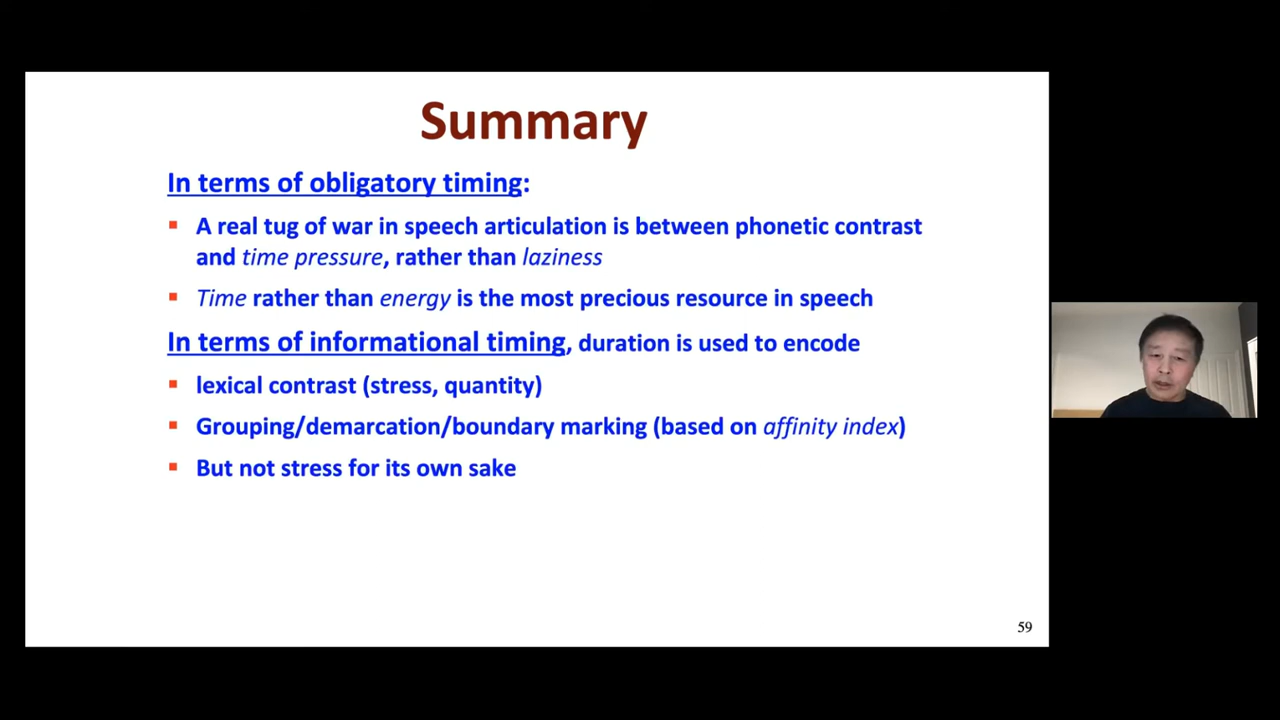 Summary
In terms of obligatory timing:
▪ A real tug of war in speech articulation is between phonetic contrast
and time pressure, rather than laziness
▪ Time rather than energy is the most precious resource in speech
In terms of informational timing, duration is used to encode
▪ lexical contrast (stress, quantity)
▪ Grouping/demarcation/boundary marking (based on affinity index)
▪ But not stress for its own sake
59